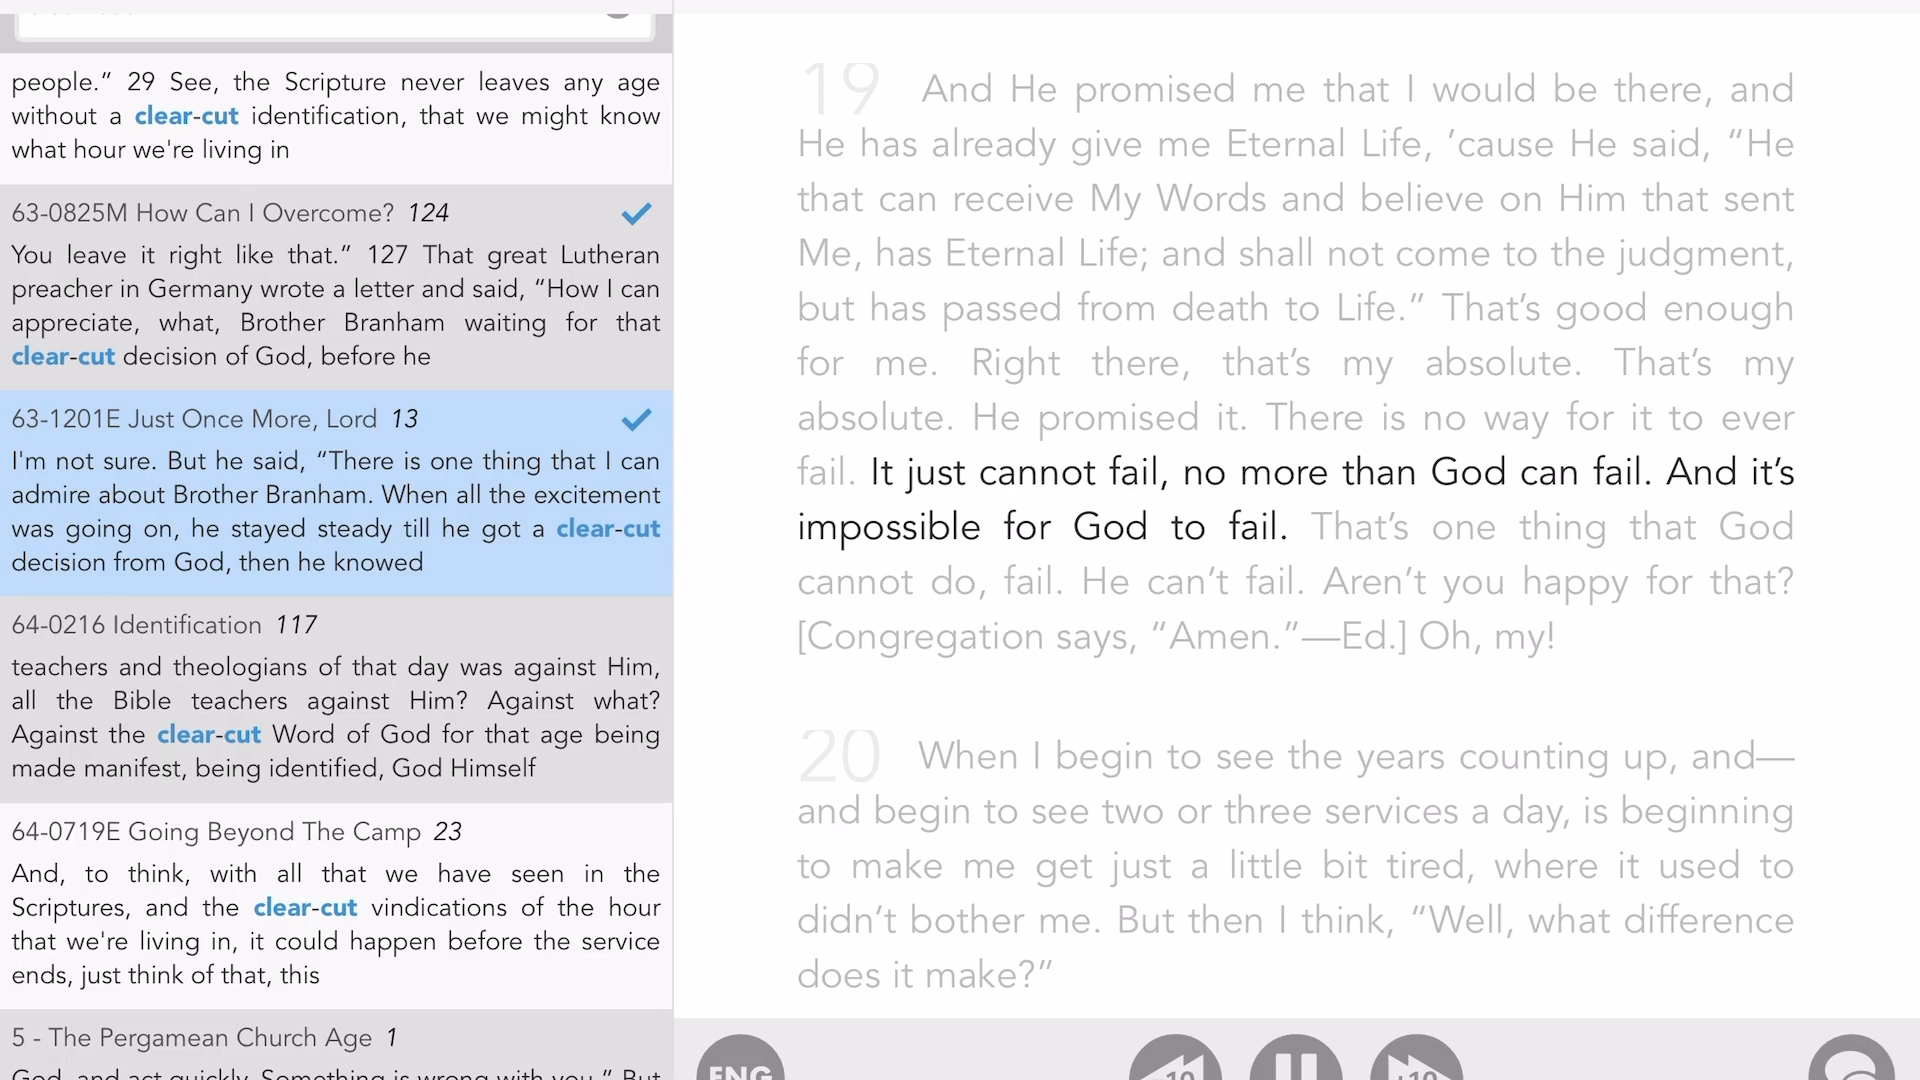 people.” 29 See, the Scripture never leaves any age
without a clear-cut identification, that we might know
what hour we're living in
63-0825M How Can I Overcome? 124
You leave it right like that.” 127 That great Lutheran
preacher in Germany wrote a letter and said, “How I can
appreciate, what, Brother Branham waiting for that
clear-cut decision of God, before he
63-1201E Just Once More, Lord 13
I'm not sure. But he said, “There is one thing that I can
admire about Brother Branham. When all the excitement
was going on, he stayed steady till he got a clear-cut
decision from God, then he knowed
64-0216 Identification 117
teachers and theologians of that day was against Him,
all the Bible teachers against Him? Against what?
Against the clear-cut Word of God for that age being
made manifest, being identified, God Himself
64-0719E Going Beyond The Camp 23
And, to think, with all that we have seen in the
Scriptures, and the clear-cut vindications of the hour
that we're living in, it could happen before the service
ends, just think of that, this
5 - The Pergamean Church Age 1
God, and act quickly. Something is wrong with you.” But
19 And He promised me that I would be there, and
He has already give me Eternal Life, ’cause He said, “He
that can receive My Words and believe on Him that sent
Me, has Eternal Life; and shall not come to the judgment,
but has passed from death to Life.” That’s good enough
for me. Right there, that’s my absolute. That’s my
absolute. He promised it. There is no way for it to ever
fail. It just cannot fail, no more than God can fail. And it’s
impossible for God to fail. That’s one thing that God
cannot do, fail. He can’t fail. Aren’t you happy for that?
[Congregation says, “Amen.”—Ed.] Oh, my!
20 When I begin to see the years counting up, and—
and begin to see two or three services a day, is beginning
to make me get just a little bit tired, where it used to
didn’t bother me. But then I think, “Well, what difference
does it make?”
ENG
-10
+10